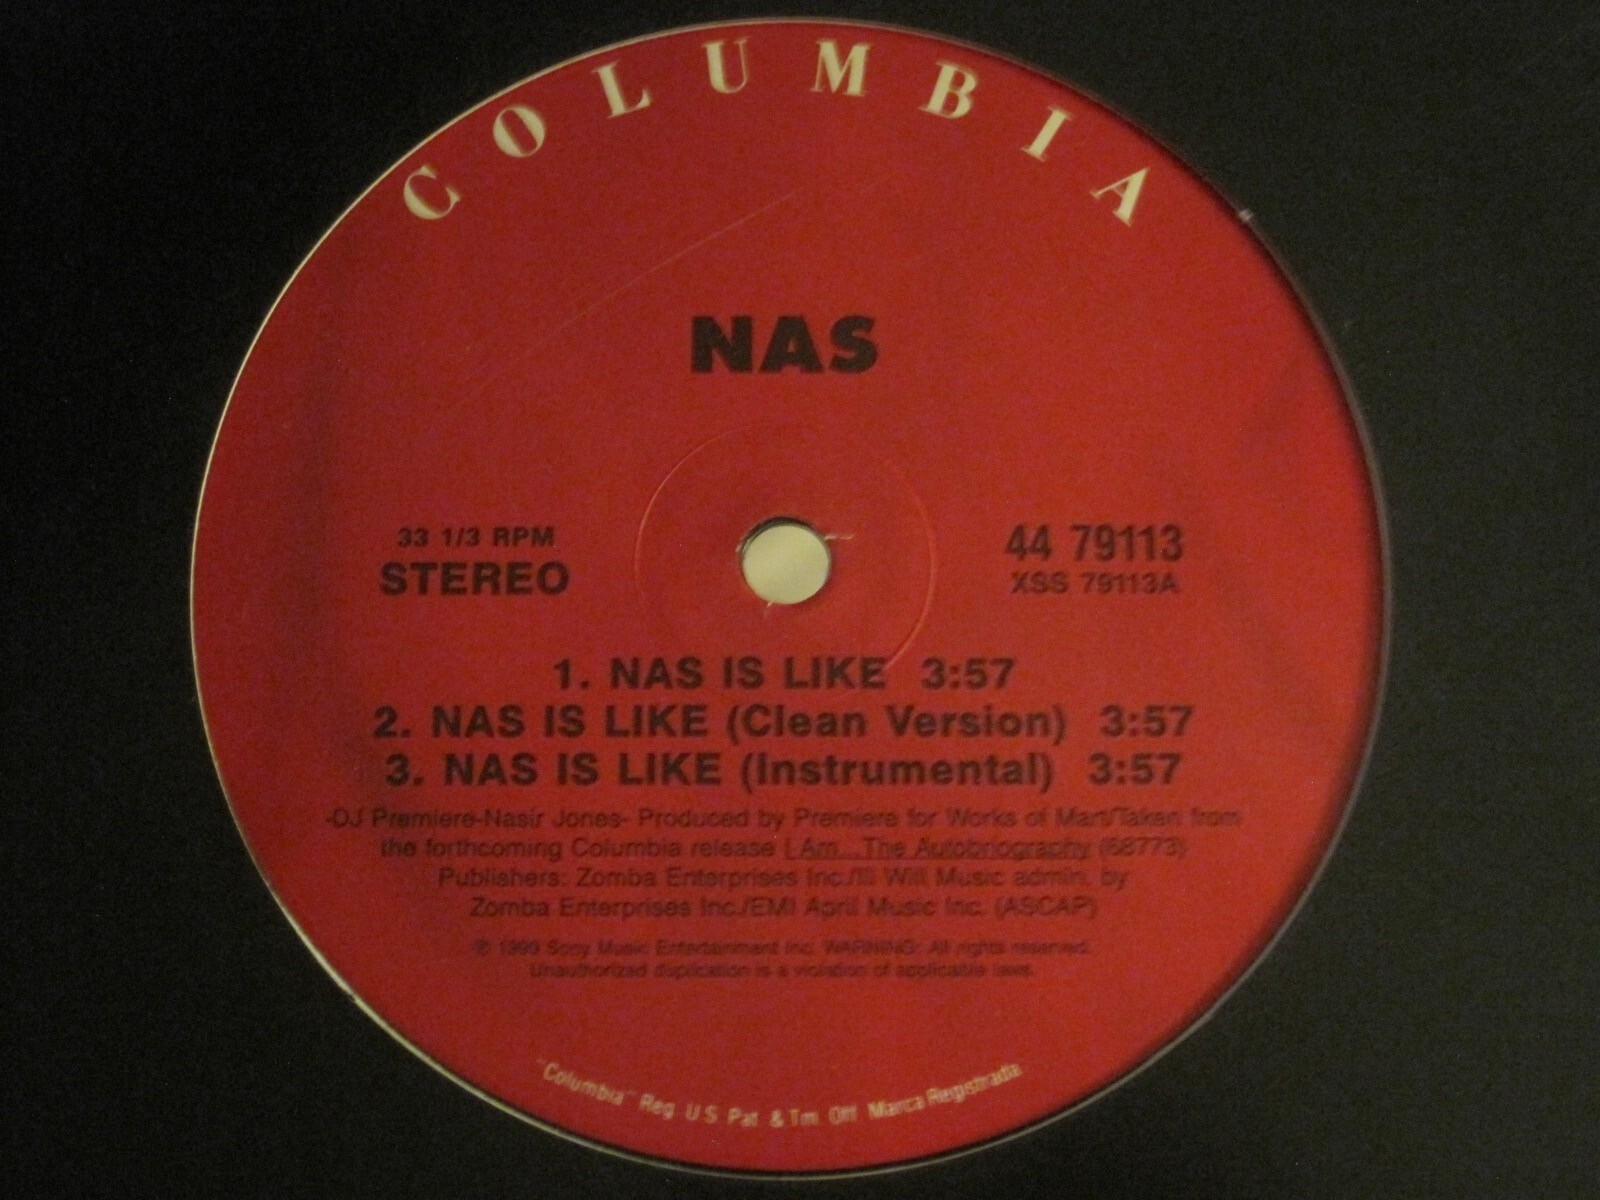 COLUMBIA
NAS
33 1/3 RPM
STEREO
44 79113
XSS 79113A
1. NAS IS LIKE 3:57
2. NAS IS LIKE (Clean Version) 3:57
3. NAS IS LIKE (Instrumental) 3:57
-DJ Premiere-Nasir Jones- Produced by Premiere for Works of Mart/Taken from
the forthcoming Columbia release I Am...The Autobriography (68773)
Publishers: Zomba Enterprises Inc./Ill Will Music admin. by
Zomba Enterprises Inc./EMI April Music Inc. (ASCAP)
℗ 1999 Sony Music Entertainment Inc. WARNING: All rights reserved.
Unauthorized duplication is a violation of applicable laws.
"Columbia" Reg. U.S. Pat. & Tm. Off. Marca Registrada